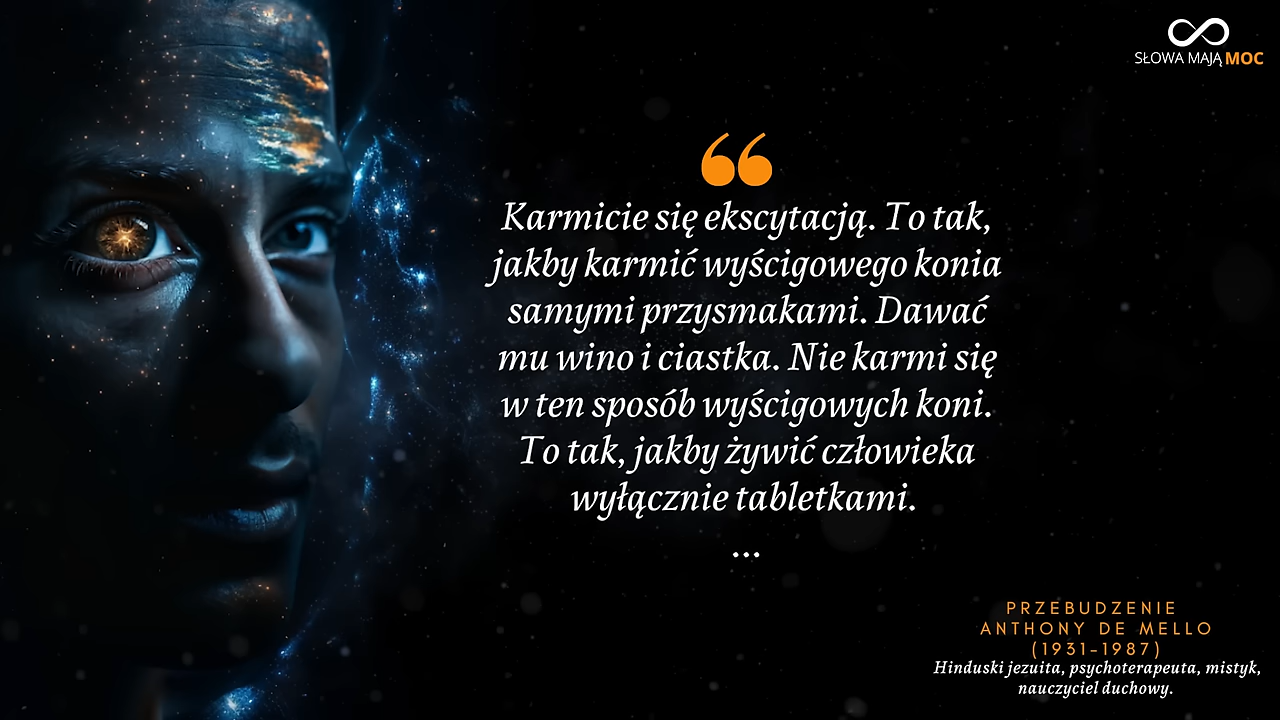 SŁOWA MAJĄ MOC
Karmicie się ekscytacją. To tak,
jakby karmić wyścigowego konia
samymi przysmakami. Dawać
mu wino i ciastka. Nie karmi się
w ten sposób wyścigowych koni.
To tak, jakby żywić człowieka
wyłącznie tabletkami.
...
PRZEBUDZENIE
ANTHONY DE MELLO
(1931-1987)
Hinduski jezuita, psychoterapeuta, mistyk,
nauczyciel duchowy.